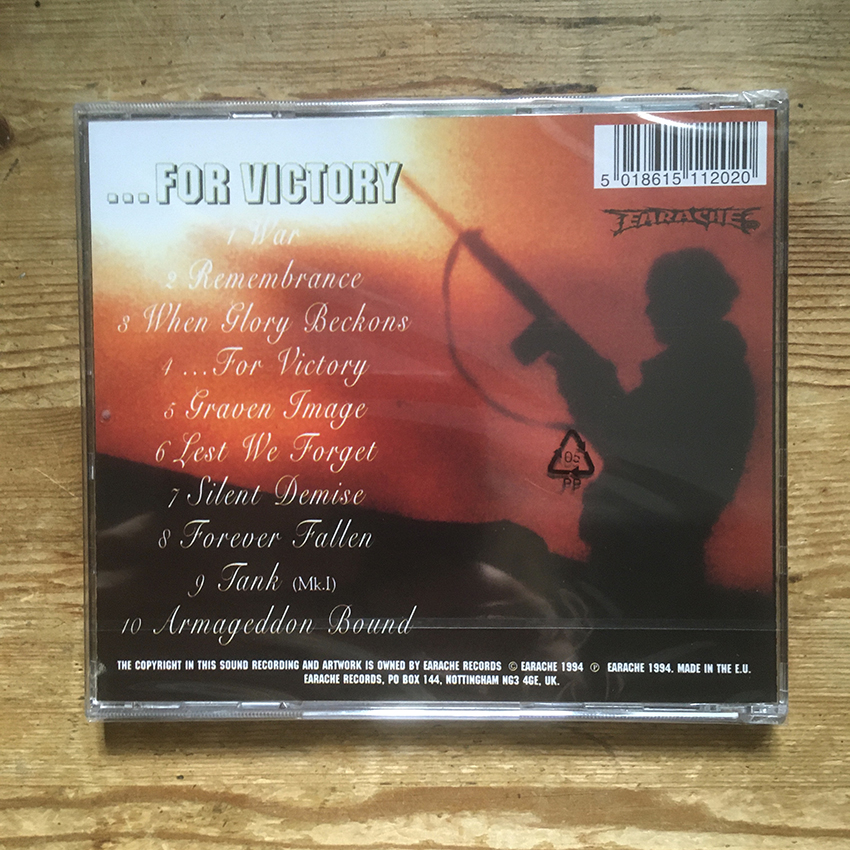 ...FOR VICTORY
5 018615 112020
EARACHE
1 War
2 Remembrance
3 When Glory Beckons
4 ...For Victory
5 Graven Image
6 Lest We Forget
7 Silent Demise
8 Forever Fallen
9 Tank (Mk.I)
10 Armageddon Bound
05
PP
THE COPYRIGHT IN THIS SOUND RECORDING AND ARTWORK IS OWNED BY EARACHE RECORDS © EARACHE 1994 ℗ EARACHE 1994. MADE IN THE E.U.
EARACHE RECORDS, PO BOX 144, NOTTINGHAM NG3 4GE, UK.